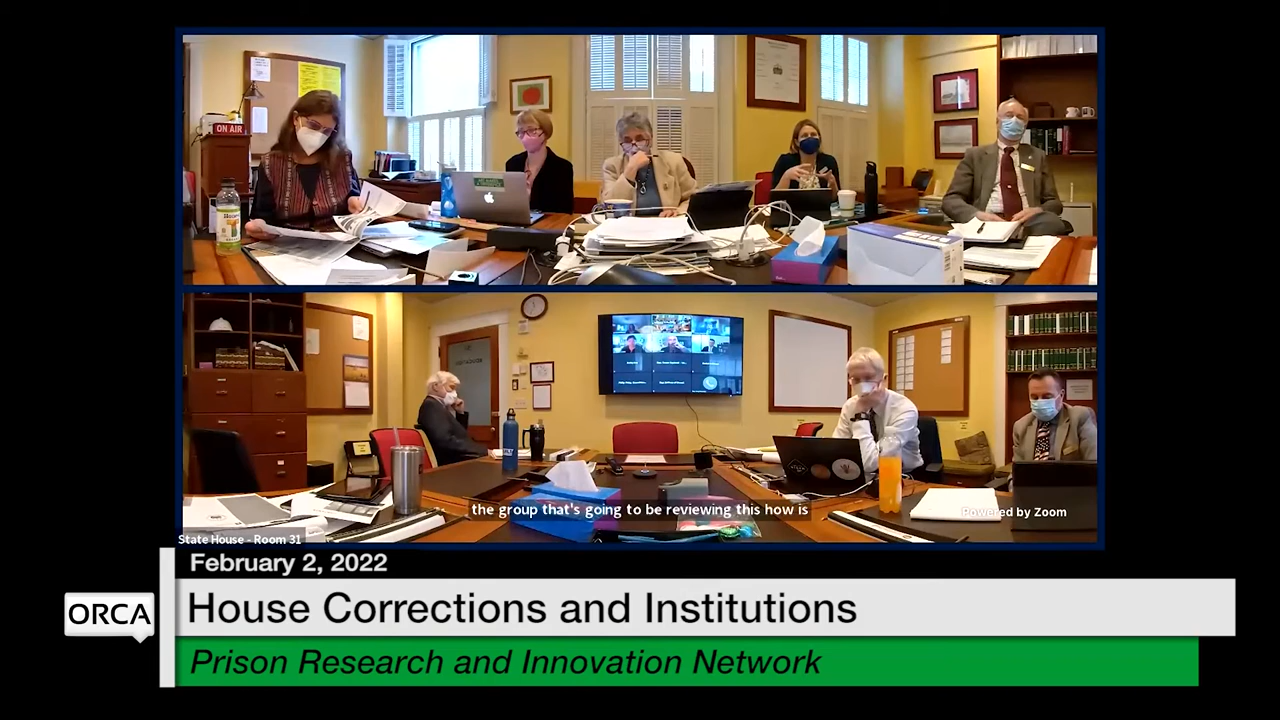 ON AIR
the group that's going to be reviewing this how is
Powered by Zoom
State House - Room 31
February 2, 2022
ORCA
House Corrections and Institutions
Prison Research and Innovation Network